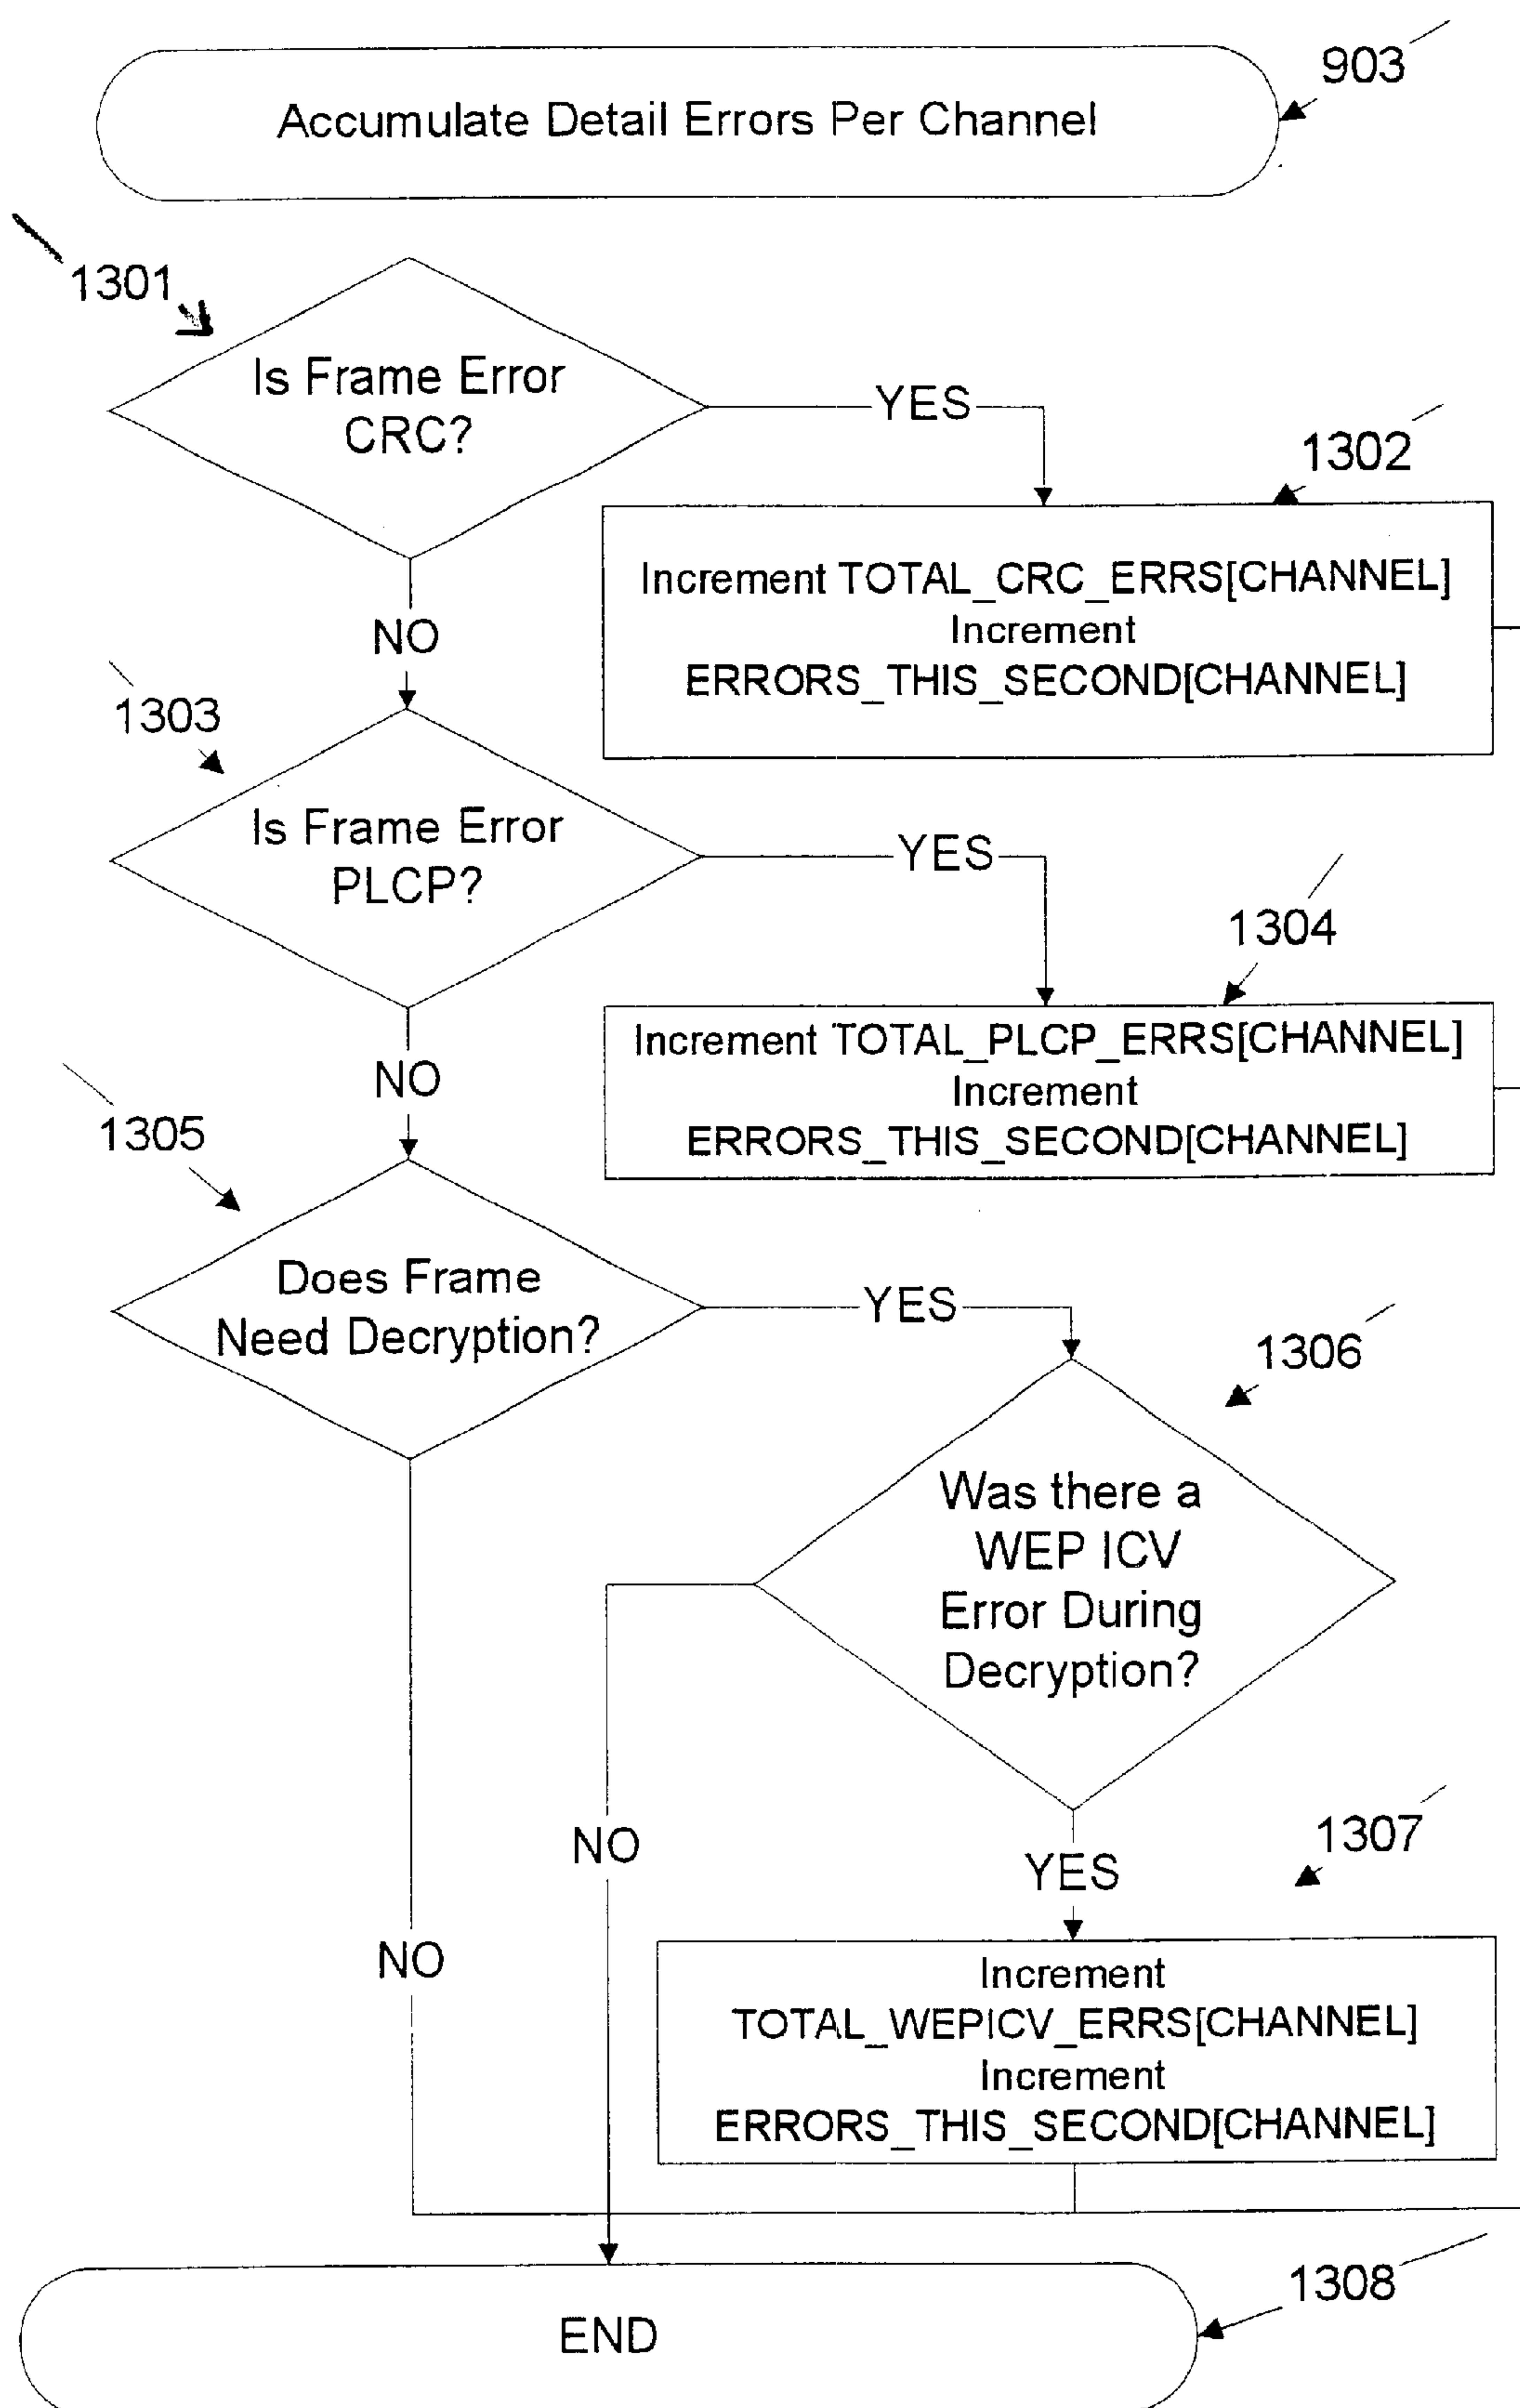 903
Accumulate Detail Errors Per Channel
1301
Is Frame Error
CRC?
YES
1302
Increment TOTAL_CRC_ERRS[CHANNEL]
Increment
ERRORS_THIS_SECOND[CHANNEL]
NO
1303
Is Frame Error
PLCP?
YES
1304
Increment TOTAL_PLCP_ERRS[CHANNEL]
Increment
ERRORS_THIS_SECOND[CHANNEL]
NO
1305
Does Frame
Need Decryption?
YES
1306
Was there a
WEP ICV
Error During
Decryption?
NO
YES
1307
NO
Increment
TOTAL_WEPICV_ERRS[CHANNEL]
Increment
ERRORS_THIS_SECOND[CHANNEL]
1308
END